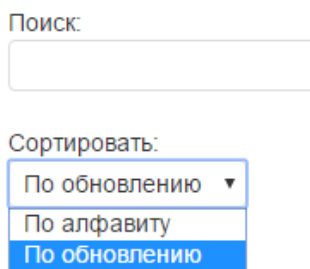 Поиск:
Сортировать:
По обновлению
По алфавиту
По обновлению